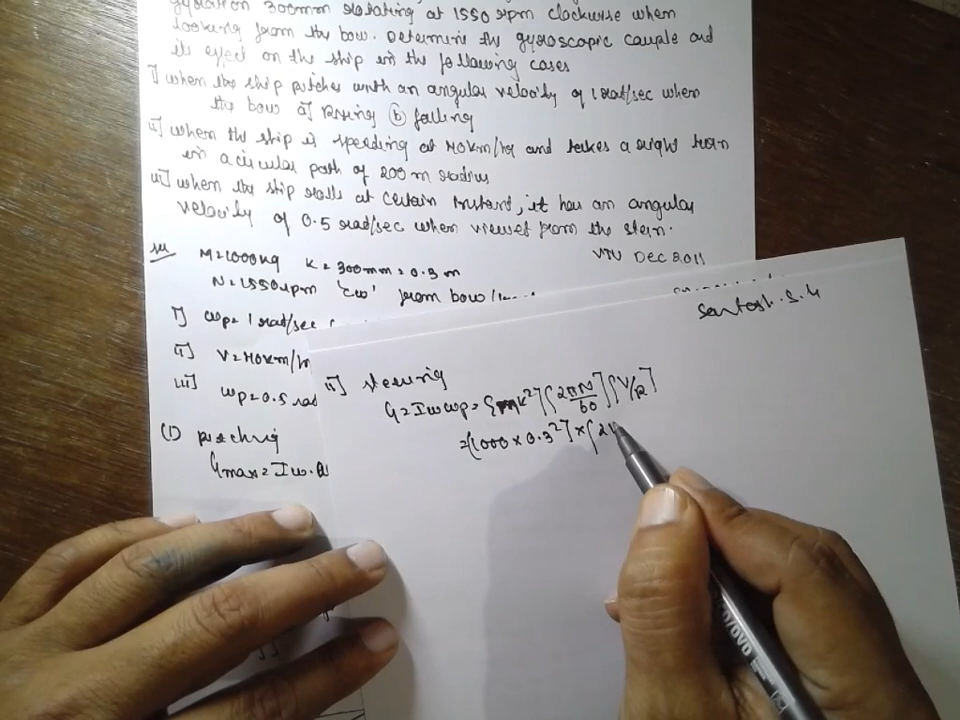 gyration 300mm rotating at 1550 rpm clockwise when
looking from the bow. Determine the gyroscopic couple and
its effect on the ship in the following cases
i] when the ship pitches with an angular velocity of 1 rad/sec when
the bow a] Rising ⓑ falling
ii] when the ship is speeding at 40km/hr and takes a right turn
in a circular path of 200 m radius
iii] when the ship rolls at certain instant, it has an angular
velocity of 0.5 rad/sec when viewed from the stern.
VTU Dec 2011
M=1000kg K=300mm=0.3m
N=1550rpm 'cw' from bow
i] ωp=1 rad/sec
ii] V=40km/h
iii] ωp=0.5 rad
(1) pitching
Gmax=Iω.
Santosh.S.
ii] steering
G=Iωωp={mk²][2πN/60][V/R]
=[1000×0.3²]×[2
DVD